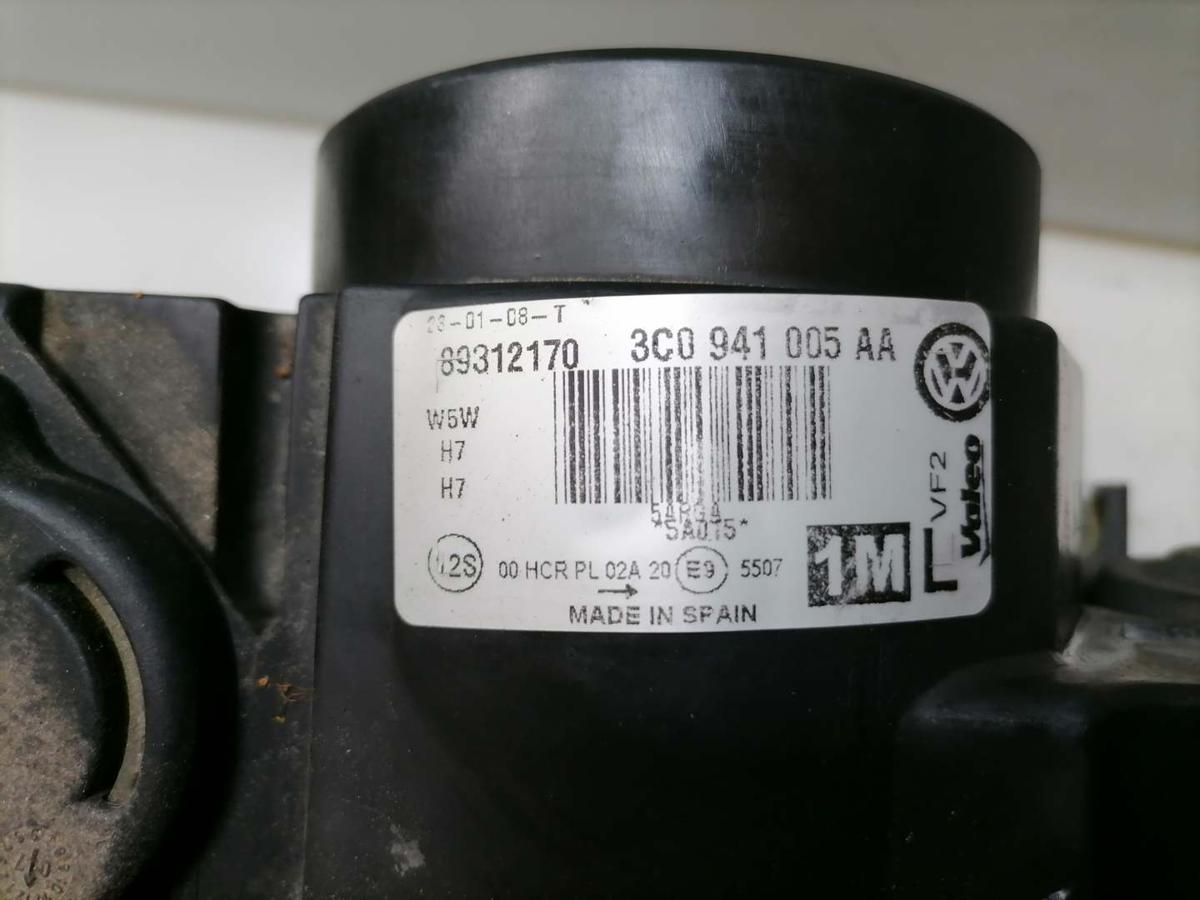 23-01-08-T
89312170 3C0 941 005 AA
W5W
H7
H7
5ARGA
*5A015*
12S 00 HCR PL 02A 20 E9 5507
→
MADE IN SPAIN
1M
L VF2
Valeo